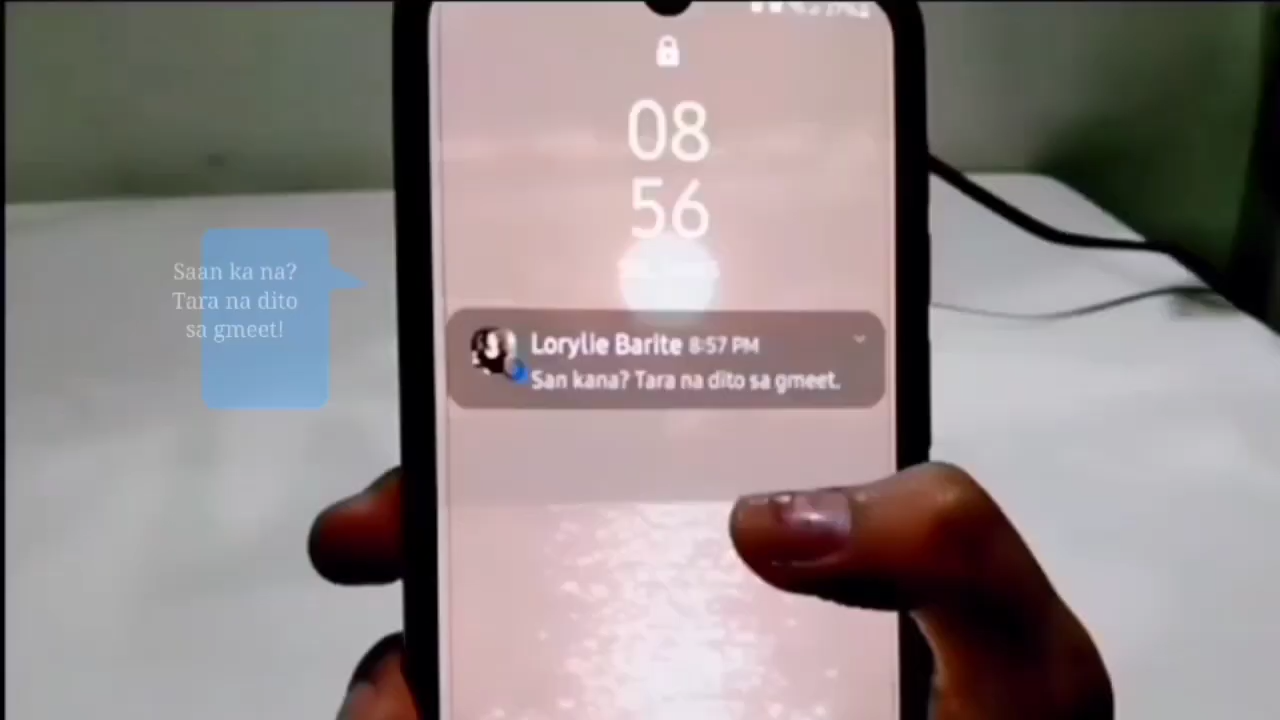 08
56
Saan ka na?
Tara na dito
sa gmeet!
Lorylie Barite 8:57 PM
San kana? Tara na dito sa gmeet.